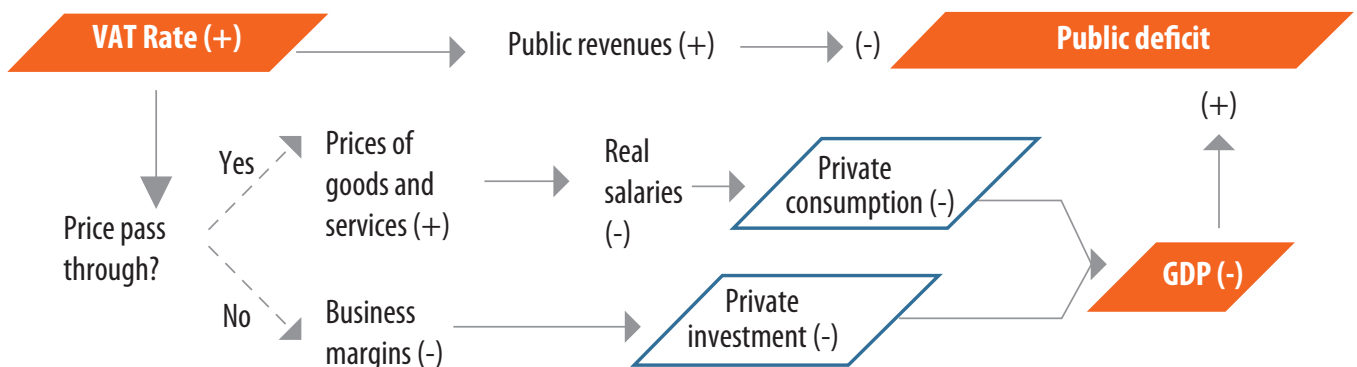 VAT Rate (+)
Public revenues (+)
(-)
Public deficit
(+)
Yes
Prices of
goods and
services (+)
Real
salaries
(-)
Private
consumption (-)
Price pass
through?
GDP (-)
No
Business
margins (-)
Private
investment (-)